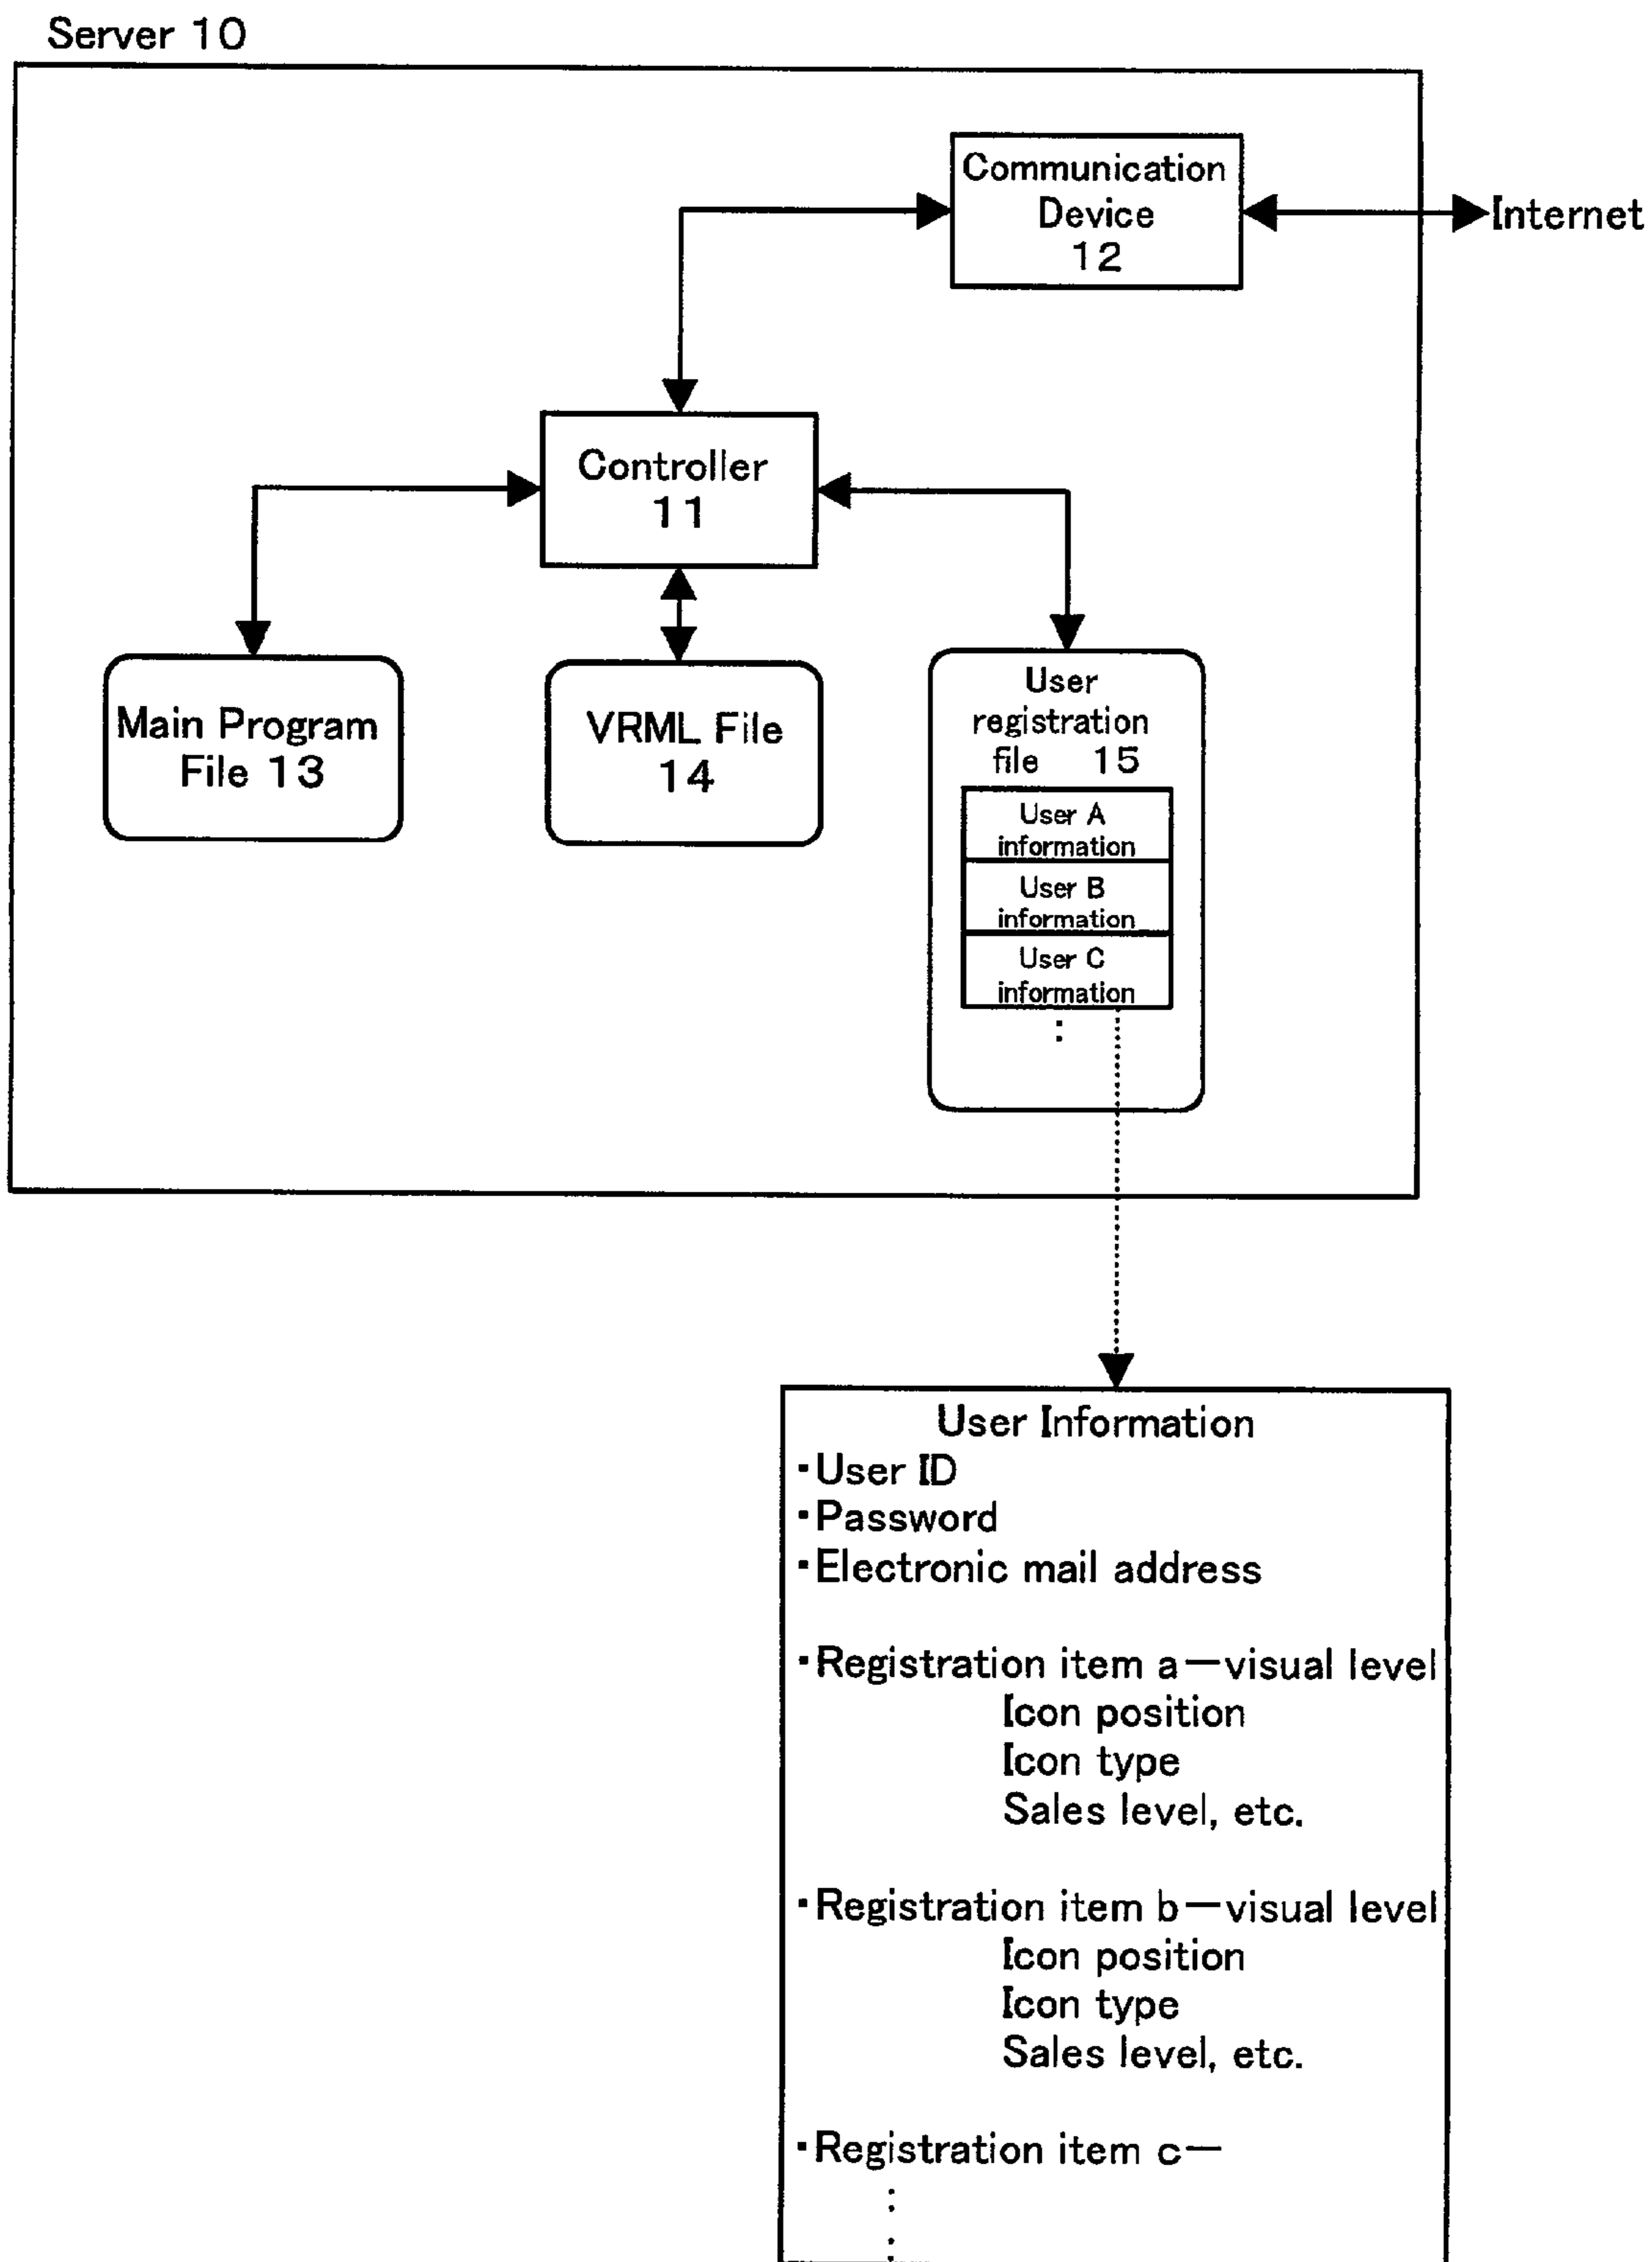 Server 10
Communication
Device
12
Internet
Controller
11
Main Program
File 13
VRML File
14
User
registration
file 15
User A
information
User B
information
User C
information
:
User Information
・User ID
・Password
・Electronic mail address
・Registration item a—visual level
Icon position
Icon type
Sales level, etc.
・Registration item b—visual level
Icon position
Icon type
Sales level, etc.
・Registration item c—
:
: